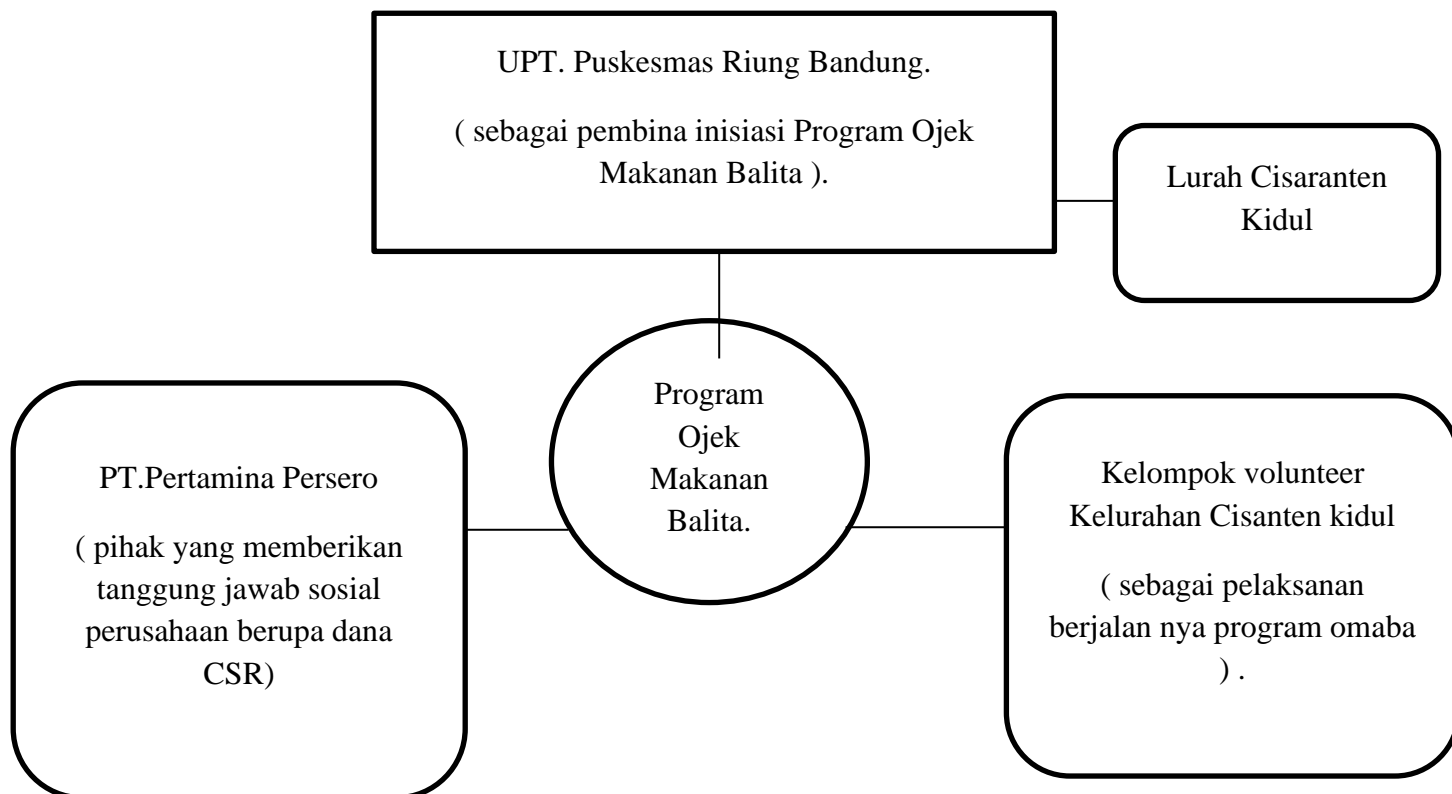 UPT. Puskesmas Riung Bandung.
( sebagai pembina inisiasi Program Ojek
Makanan Balita ).
Lurah Cisaranten
Kidul
Program
Ojek
Makanan
Balita.
PT.Pertamina Persero
( pihak yang memberikan
tanggung jawab sosial
perusahaan berupa dana
CSR)
Kelompok volunteer
Kelurahan Cisanten kidul
( sebagai pelaksanan
berjalan nya program omaba
) .